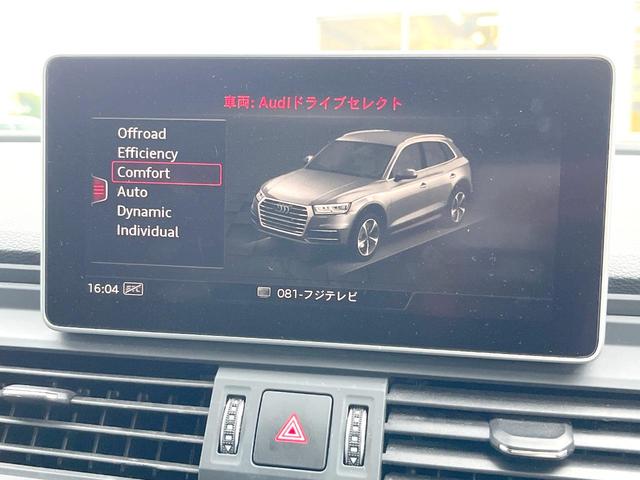 車両: Audiドライブセレクト
Offroad
Efficiency
Comfort
Auto
Dynamic
Individual
16:04 ETC
081-フジテレビ